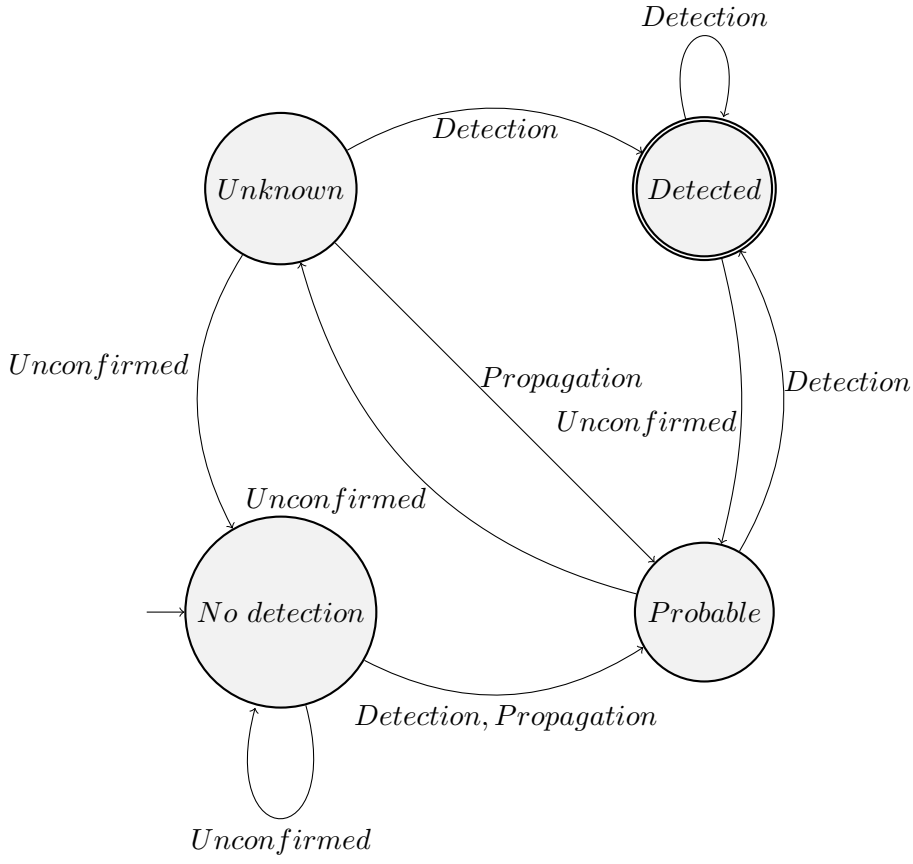 Detection
Detection
Unknown
Detected
Unconfirmed
Propagation
Detection
Unconfirmed
Unconfirmed
No detection
Probable
Detection, Propagation
Unconfirmed